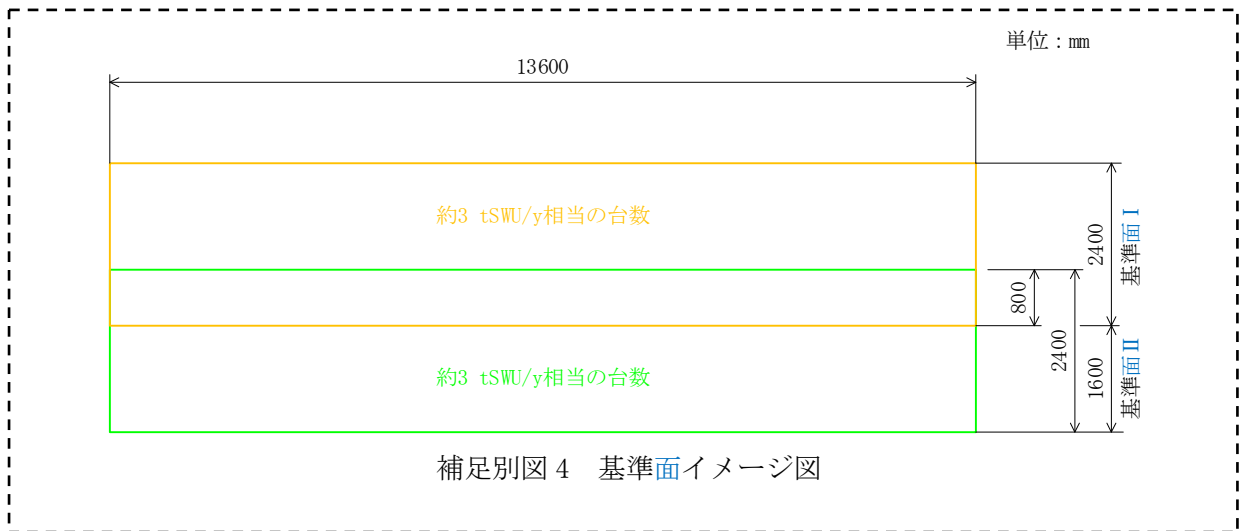 単位：mm
13600
約3 tSWU/y相当の台数
2400
基準面Ⅰ
800
2400
約3 tSWU/y相当の台数
1600
基準面Ⅱ
補足別図４　基準面イメージ図